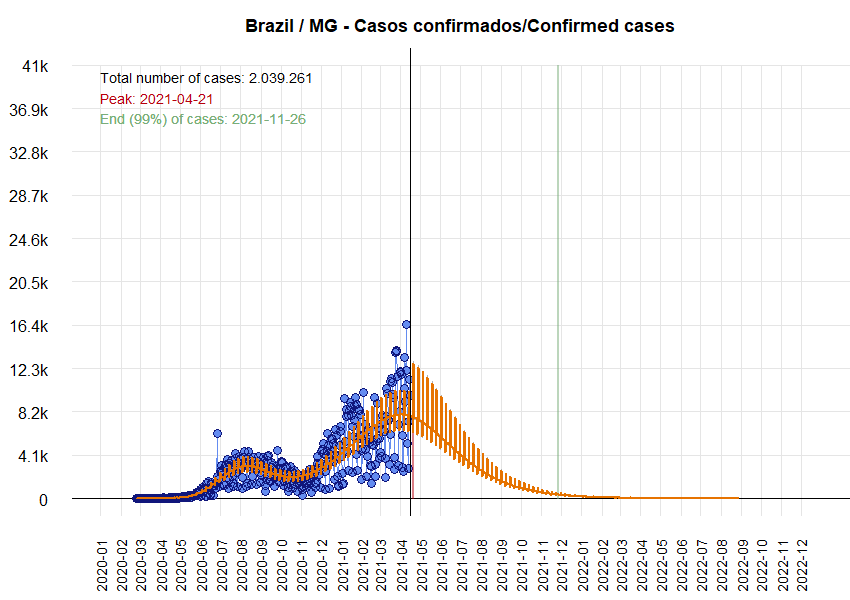 Brazil / MG - Casos confirmados/Confirmed cases
41k
Total number of cases: 2.039.261
Peak: 2021-04-21
36.9k
End (99%) of cases: 2021-11-26
32.8k
28.7k
24.6k
20.5k
16.4k
12.3k
8.2k
4.1k
0
2020-01
2020-02
2020-03
2020-04
2020-05
2020-06
2020-07
2020-08
2020-09
2020-10
2020-11
2020-12
2021-01
2021-02
2021-03
2021-04
2021-05
2021-06
2021-07
2021-08
2021-09
2021-10
2021-11
2021-12
2022-01
2022-02
2022-03
2022-04
2022-05
2022-06
2022-07
2022-08
2022-09
2022-10
2022-11
2022-12